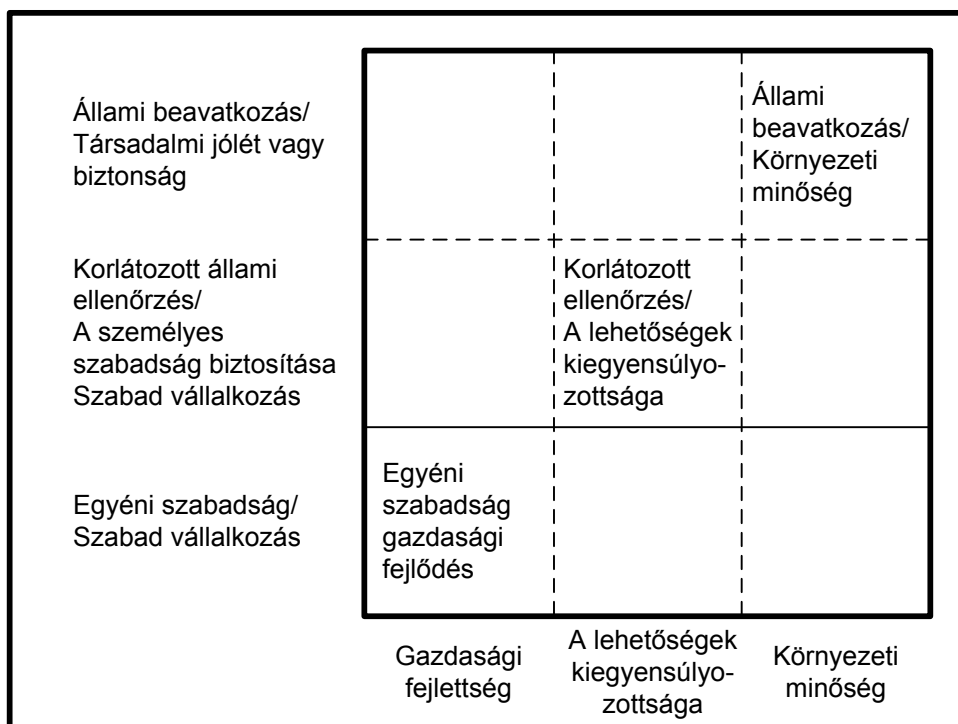 Állami beavatkozás/
Társadalmi jólét vagy
biztonság
Állami
beavatkozás/
Környezeti
minőség
Korlátozott állami
ellenőrzés/
A személyes
szabadság biztosítása
Szabad vállalkozás
Korlátozott
ellenőrzés/
A lehetőségek
kiegyensúlyo-
zottsága
Egyéni szabadság/
Szabad vállalkozás
Egyéni
szabadság
gazdasági
fejlődés
Gazdasági
fejlettség
A lehetőségek
kiegyensúlyo-
zottsága
Környezeti
minőség